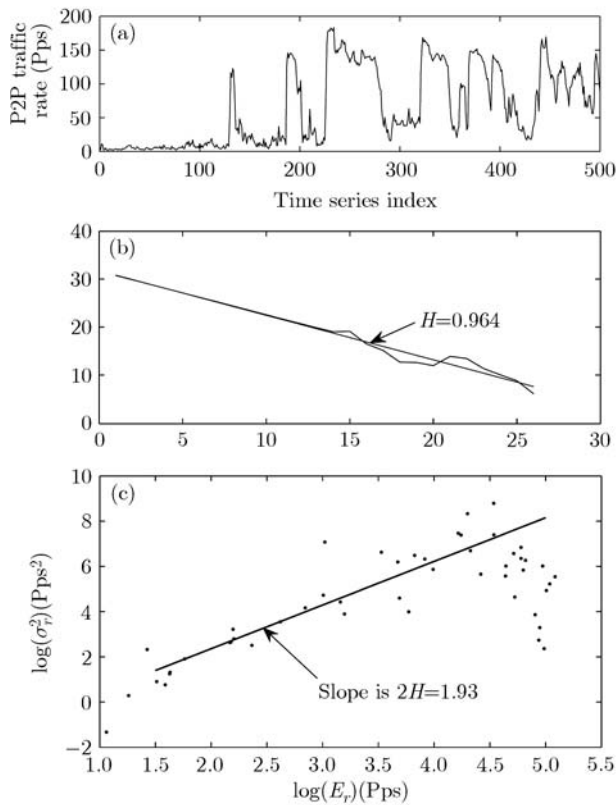 P2P traffic
rate (Pps)
200
150
100
50
0
(a)
0 100 200 300 400 500
Time series index
40
30
20
10
0
(b)
H=0.964
0 5 10 15 20 25 30
log(σ²ᵣ)(Pps²)
10
8
6
4
2
0
−2
(c)
Slope is 2H=1.93
1.0 1.5 2.0 2.5 3.0 3.5 4.0 4.5 5.0 5.5
log(Eᵣ)(Pps)